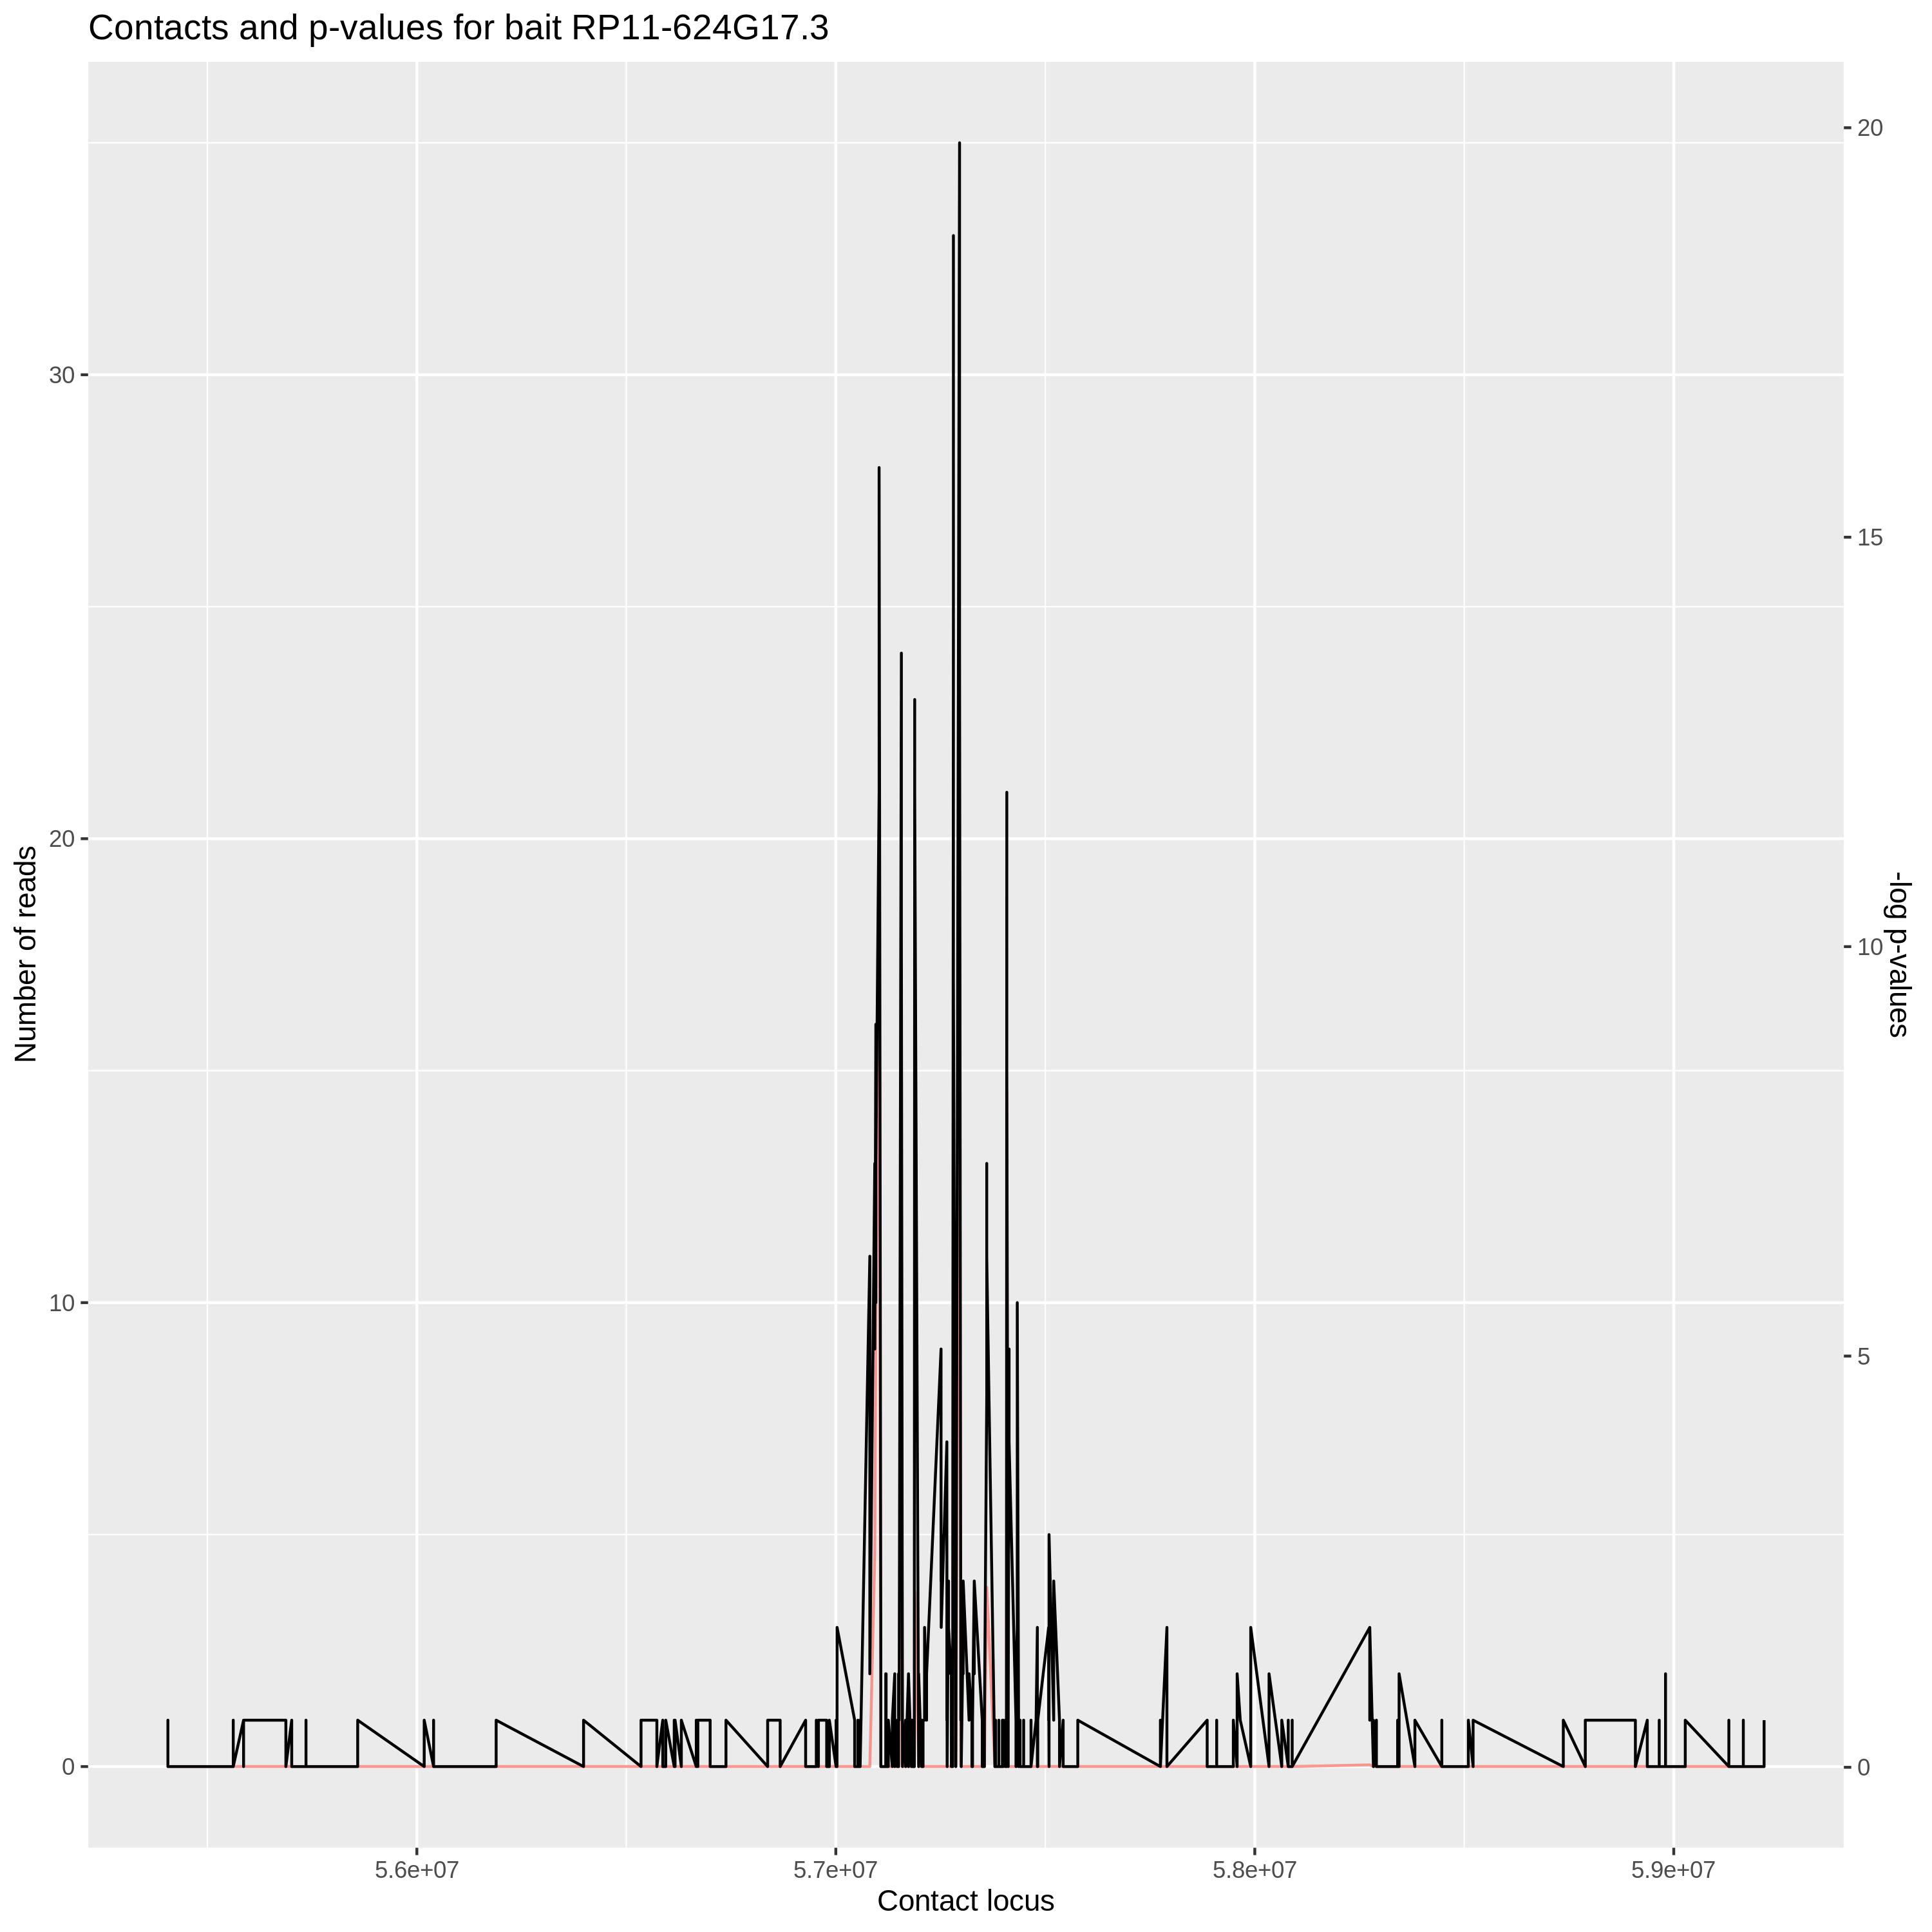 Contacts and p-values for bait RP11-624G17.3
Number of reads
30
20
10
0
20
15
10
5
0
-log p-values
5.6e+07 5.7e+07 5.8e+07 5.9e+07
Contact locus